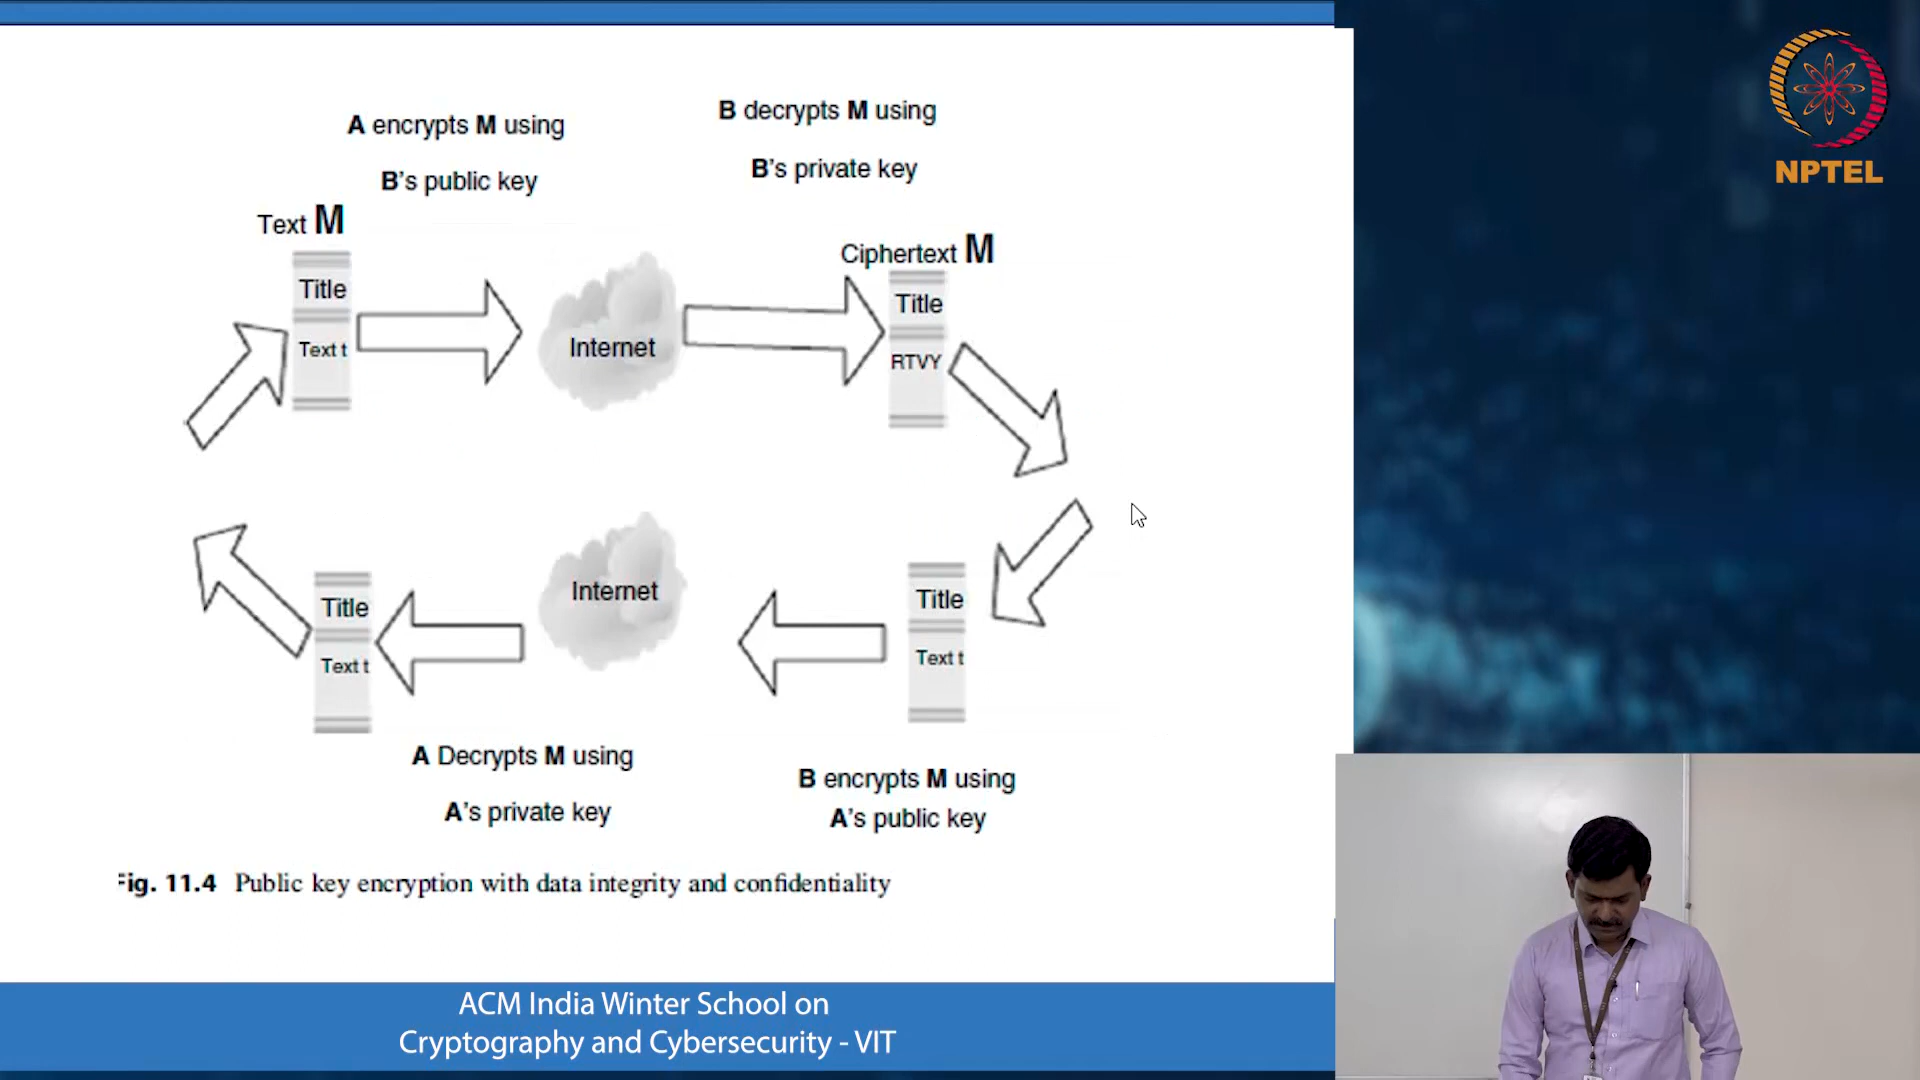 NPTEL
A encrypts M using
B's public key
B decrypts M using
B's private key
Text M
Title
Text t
Internet
Ciphertext M
Title
RTVY
Title
Text t
Internet
Title
Text t
A Decrypts M using
A's private key
B encrypts M using
A's public key
Fig. 11.4 Public key encryption with data integrity and confidentiality
ACM India Winter School on
Cryptography and Cybersecurity - VIT